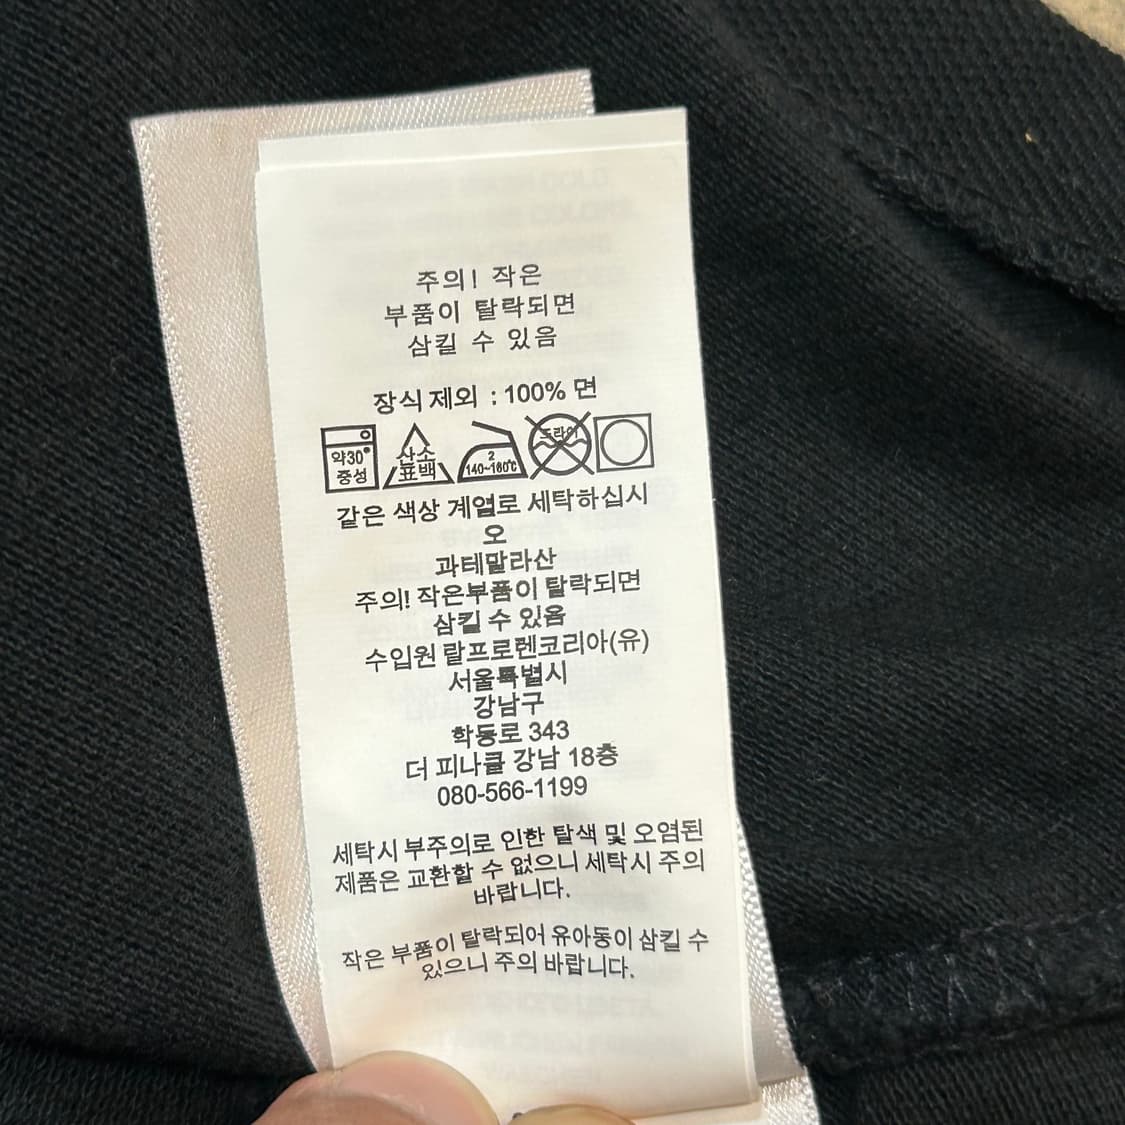 주의! 작은
부품이 탈락되면
삼킬 수 있음
장식 제외 : 100% 면
약30°
중성
산소
표백
2
140~160℃
드라이
같은 색상 계열로 세탁하십시
오
과테말라산
주의! 작은부품이 탈락되면
삼킬 수 있음
수입원 랄프로렌코리아(유)
서울특별시
강남구
학동로 343
더 피나클 강남 18층
080-566-1199
세탁시 부주의로 인한 탈색 및 오염된
제품은 교환할 수 없으니 세탁시 주의
바랍니다.
작은 부품이 탈락되어 유아동이 삼킬 수
있으니 주의 바랍니다.